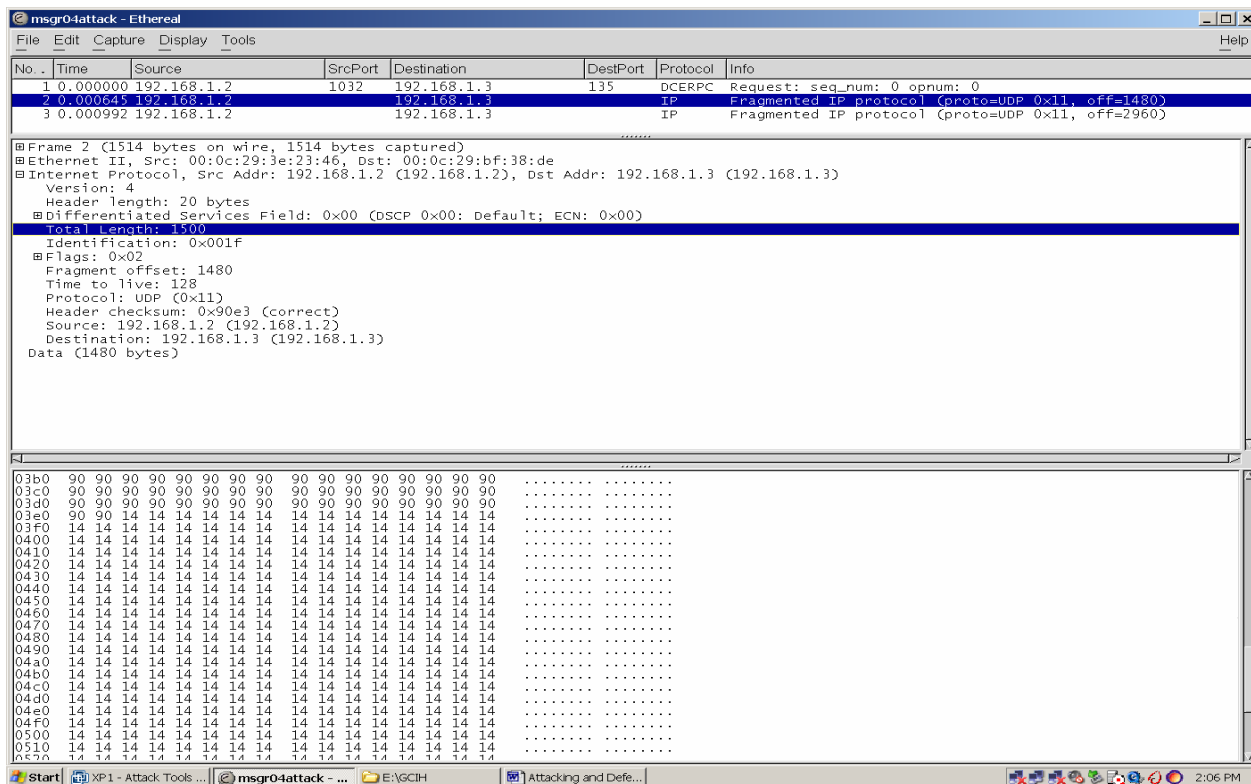 msgr04attack - Ethereal
File Edit Capture Display Tools Help
No. . Time Source SrcPort Destination DestPort Protocol Info
1 0.000000 192.168.1.2 1032 192.168.1.3 135 DCERPC Request: seq_num: 0 opnum: 0
2 0.000645 192.168.1.2 192.168.1.3 IP Fragmented IP protocol (proto=UDP 0x11, off=1480)
3 0.000992 192.168.1.2 192.168.1.3 IP Fragmented IP protocol (proto=UDP 0x11, off=2960)
Frame 2 (1514 bytes on wire, 1514 bytes captured)
Ethernet II, Src: 00:0c:29:3e:23:46, Dst: 00:0c:29:bf:38:de
Internet Protocol, Src Addr: 192.168.1.2 (192.168.1.2), Dst Addr: 192.168.1.3 (192.168.1.3)
Version: 4
Header length: 20 bytes
Differentiated Services Field: 0x00 (DSCP 0x00: Default; ECN: 0x00)
Total Length: 1500
Identification: 0x001f
Flags: 0x02
Fragment offset: 1480
Time to live: 128
Protocol: UDP (0x11)
Header checksum: 0x90e3 (correct)
Source: 192.168.1.2 (192.168.1.2)
Destination: 192.168.1.3 (192.168.1.3)
Data (1480 bytes)
03b0 90 90 90 90 90 90 90 90 90 90 90 90 90 90 90 90 ........ ........
03c0 90 90 90 90 90 90 90 90 90 90 90 90 90 90 90 90 ........ ........
03d0 90 90 90 90 90 90 90 90 90 90 90 90 90 90 90 90 ........ ........
03e0 90 90 14 14 14 14 14 14 14 14 14 14 14 14 14 14 ........ ........
03f0 14 14 14 14 14 14 14 14 14 14 14 14 14 14 14 14 ........ ........
0400 14 14 14 14 14 14 14 14 14 14 14 14 14 14 14 14 ........ ........
0410 14 14 14 14 14 14 14 14 14 14 14 14 14 14 14 14 ........ ........
0420 14 14 14 14 14 14 14 14 14 14 14 14 14 14 14 14 ........ ........
0430 14 14 14 14 14 14 14 14 14 14 14 14 14 14 14 14 ........ ........
0440 14 14 14 14 14 14 14 14 14 14 14 14 14 14 14 14 ........ ........
0450 14 14 14 14 14 14 14 14 14 14 14 14 14 14 14 14 ........ ........
0460 14 14 14 14 14 14 14 14 14 14 14 14 14 14 14 14 ........ ........
0470 14 14 14 14 14 14 14 14 14 14 14 14 14 14 14 14 ........ ........
0480 14 14 14 14 14 14 14 14 14 14 14 14 14 14 14 14 ........ ........
0490 14 14 14 14 14 14 14 14 14 14 14 14 14 14 14 14 ........ ........
04a0 14 14 14 14 14 14 14 14 14 14 14 14 14 14 14 14 ........ ........
04b0 14 14 14 14 14 14 14 14 14 14 14 14 14 14 14 14 ........ ........
04c0 14 14 14 14 14 14 14 14 14 14 14 14 14 14 14 14 ........ ........
04d0 14 14 14 14 14 14 14 14 14 14 14 14 14 14 14 14 ........ ........
04e0 14 14 14 14 14 14 14 14 14 14 14 14 14 14 14 14 ........ ........
04f0 14 14 14 14 14 14 14 14 14 14 14 14 14 14 14 14 ........ ........
0500 14 14 14 14 14 14 14 14 14 14 14 14 14 14 14 14 ........ ........
0510 14 14 14 14 14 14 14 14 14 14 14 14 14 14 14 14 ........ ........
Start XP1 - Attack Tools ... msgr04attack - ... E:\GCIH Attacking and Defe... 2:06 PM